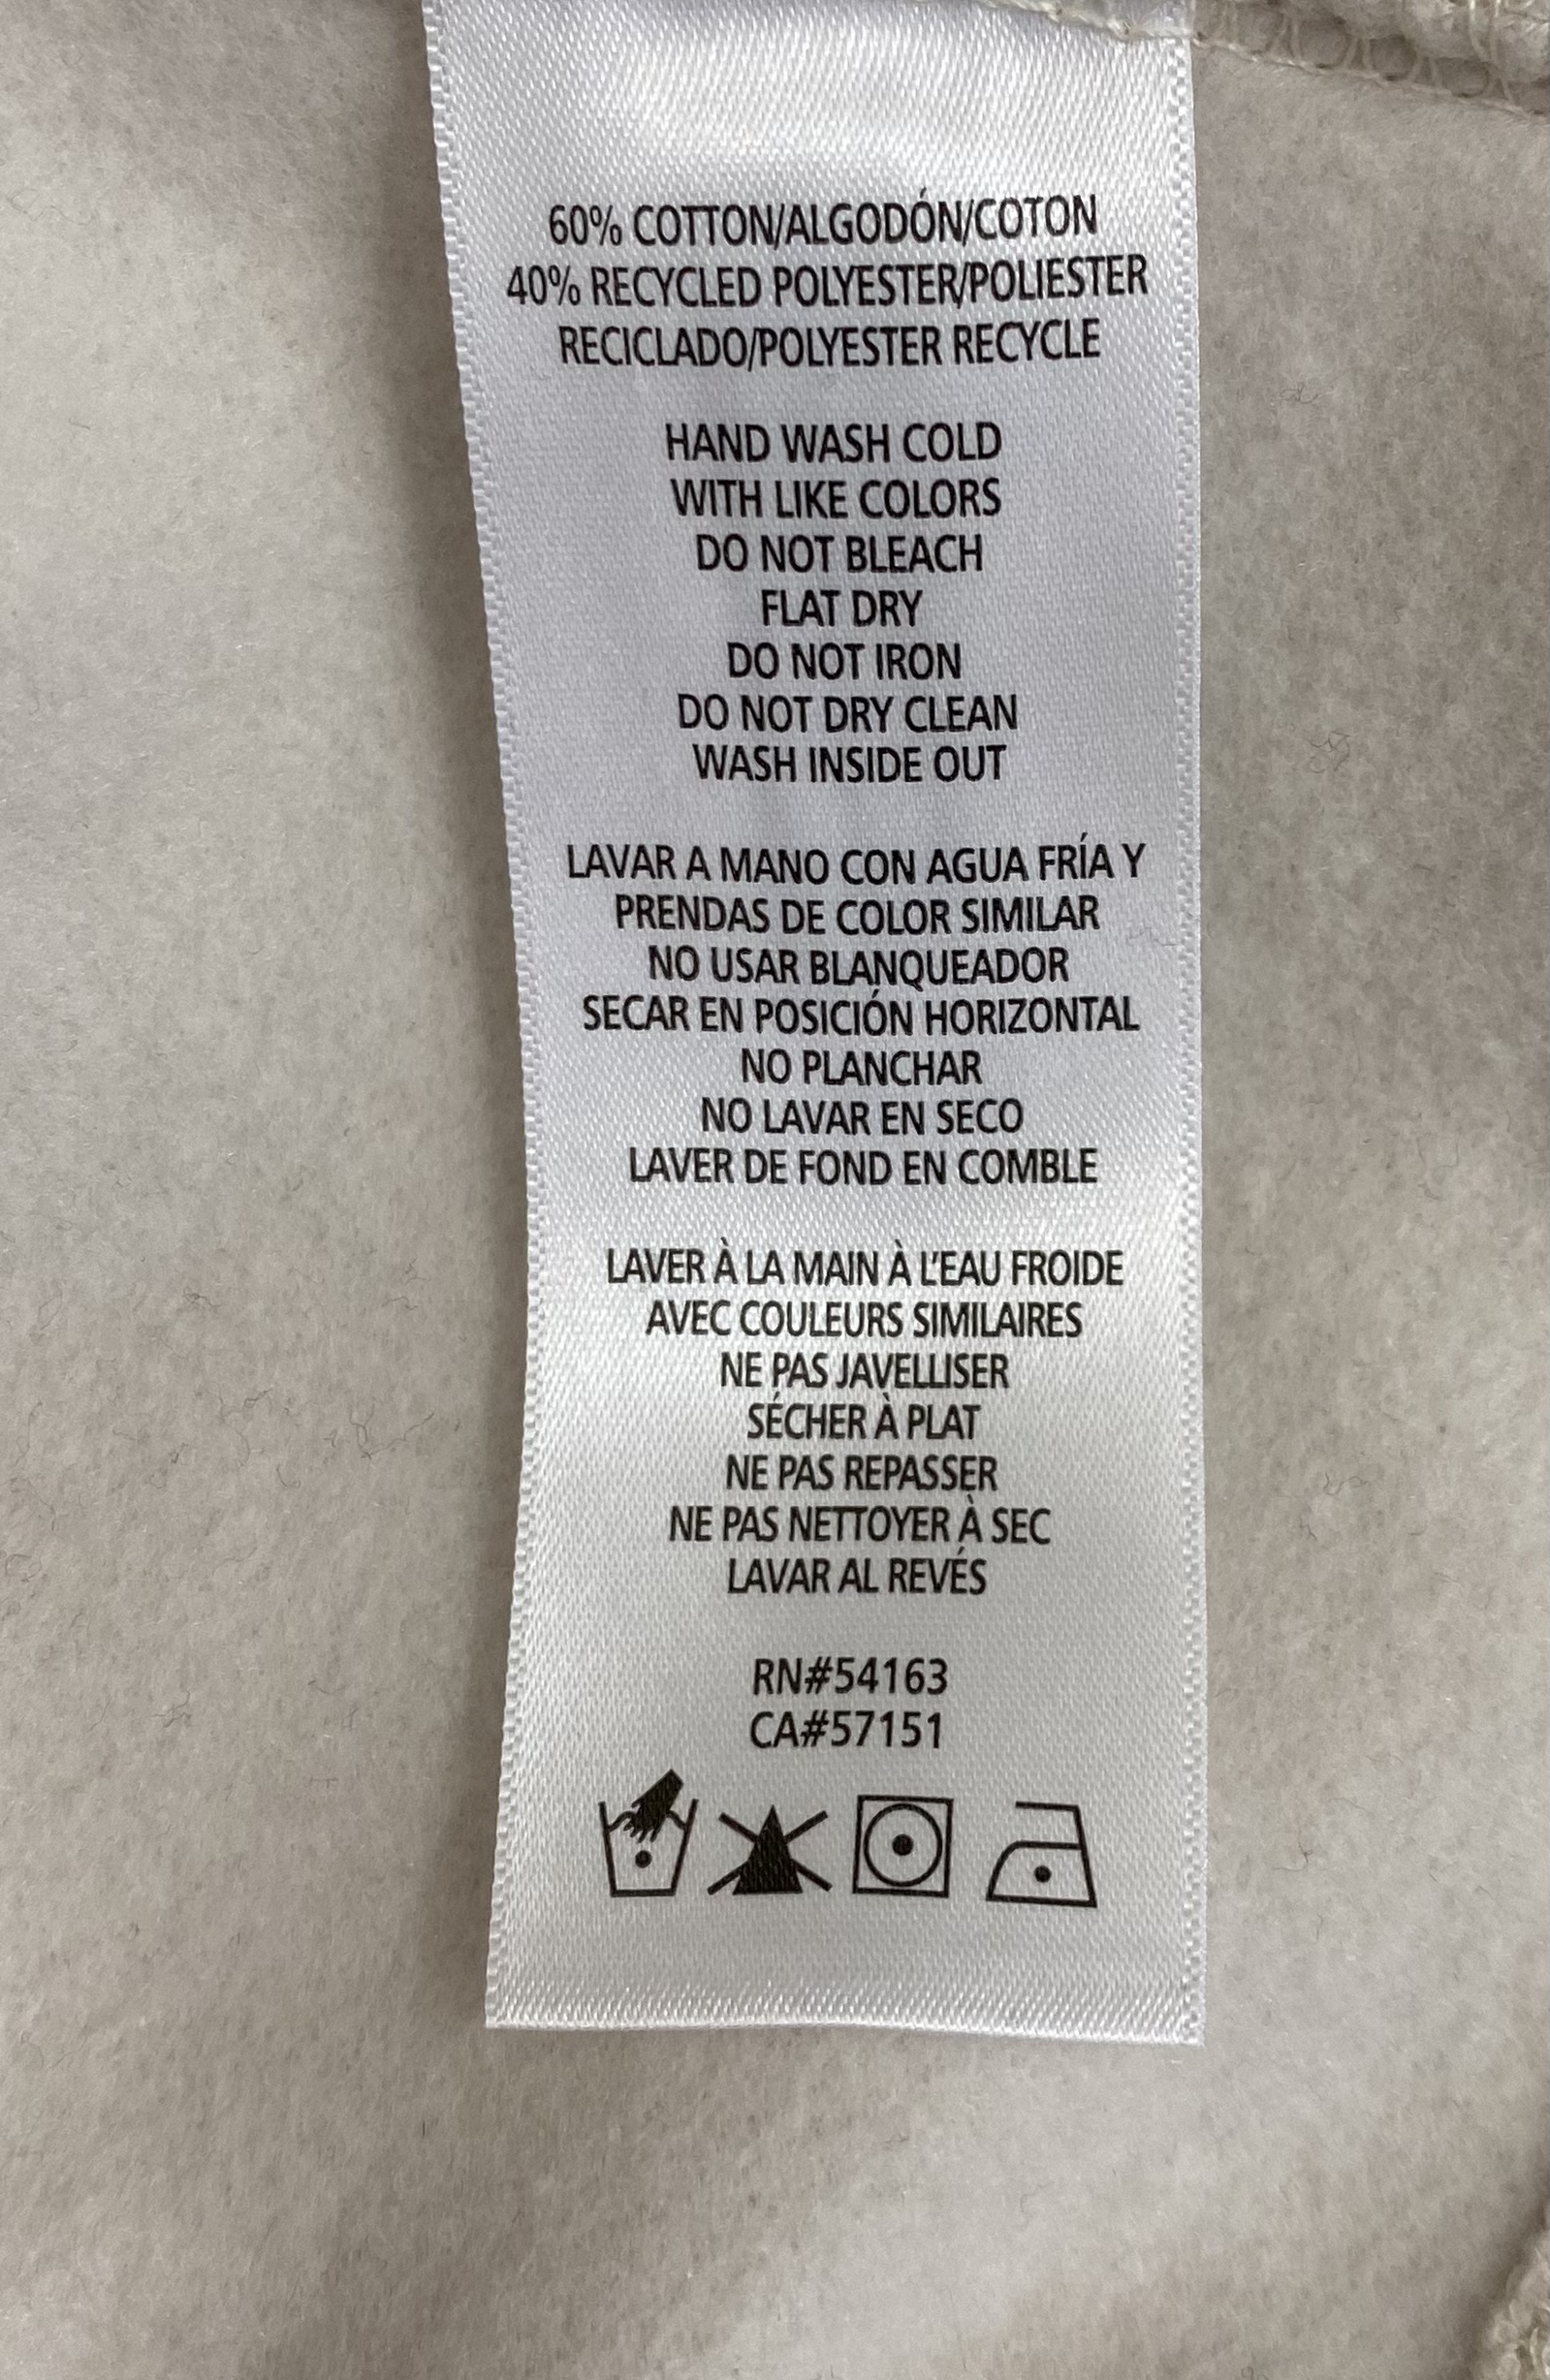 60% COTTON/ALGODÓN/COTON
40% RECYCLED POLYESTER/POLIESTER
RECICLADO/POLYESTER RECYCLE
HAND WASH COLD
WITH LIKE COLORS
DO NOT BLEACH
FLAT DRY
DO NOT IRON
DO NOT DRY CLEAN
WASH INSIDE OUT
LAVAR A MANO CON AGUA FRÍA Y
PRENDAS DE COLOR SIMILAR
NO USAR BLANQUEADOR
SECAR EN POSICIÓN HORIZONTAL
NO PLANCHAR
NO LAVAR EN SECO
LAVER DE FOND EN COMBLE
LAVER À LA MAIN À L'EAU FROIDE
AVEC COULEURS SIMILAIRES
NE PAS JAVELLISER
SÉCHER À PLAT
NE PAS REPASSER
NE PAS NETTOYER À SEC
LAVAR AL REVÉS
RN#54163
CA#57151